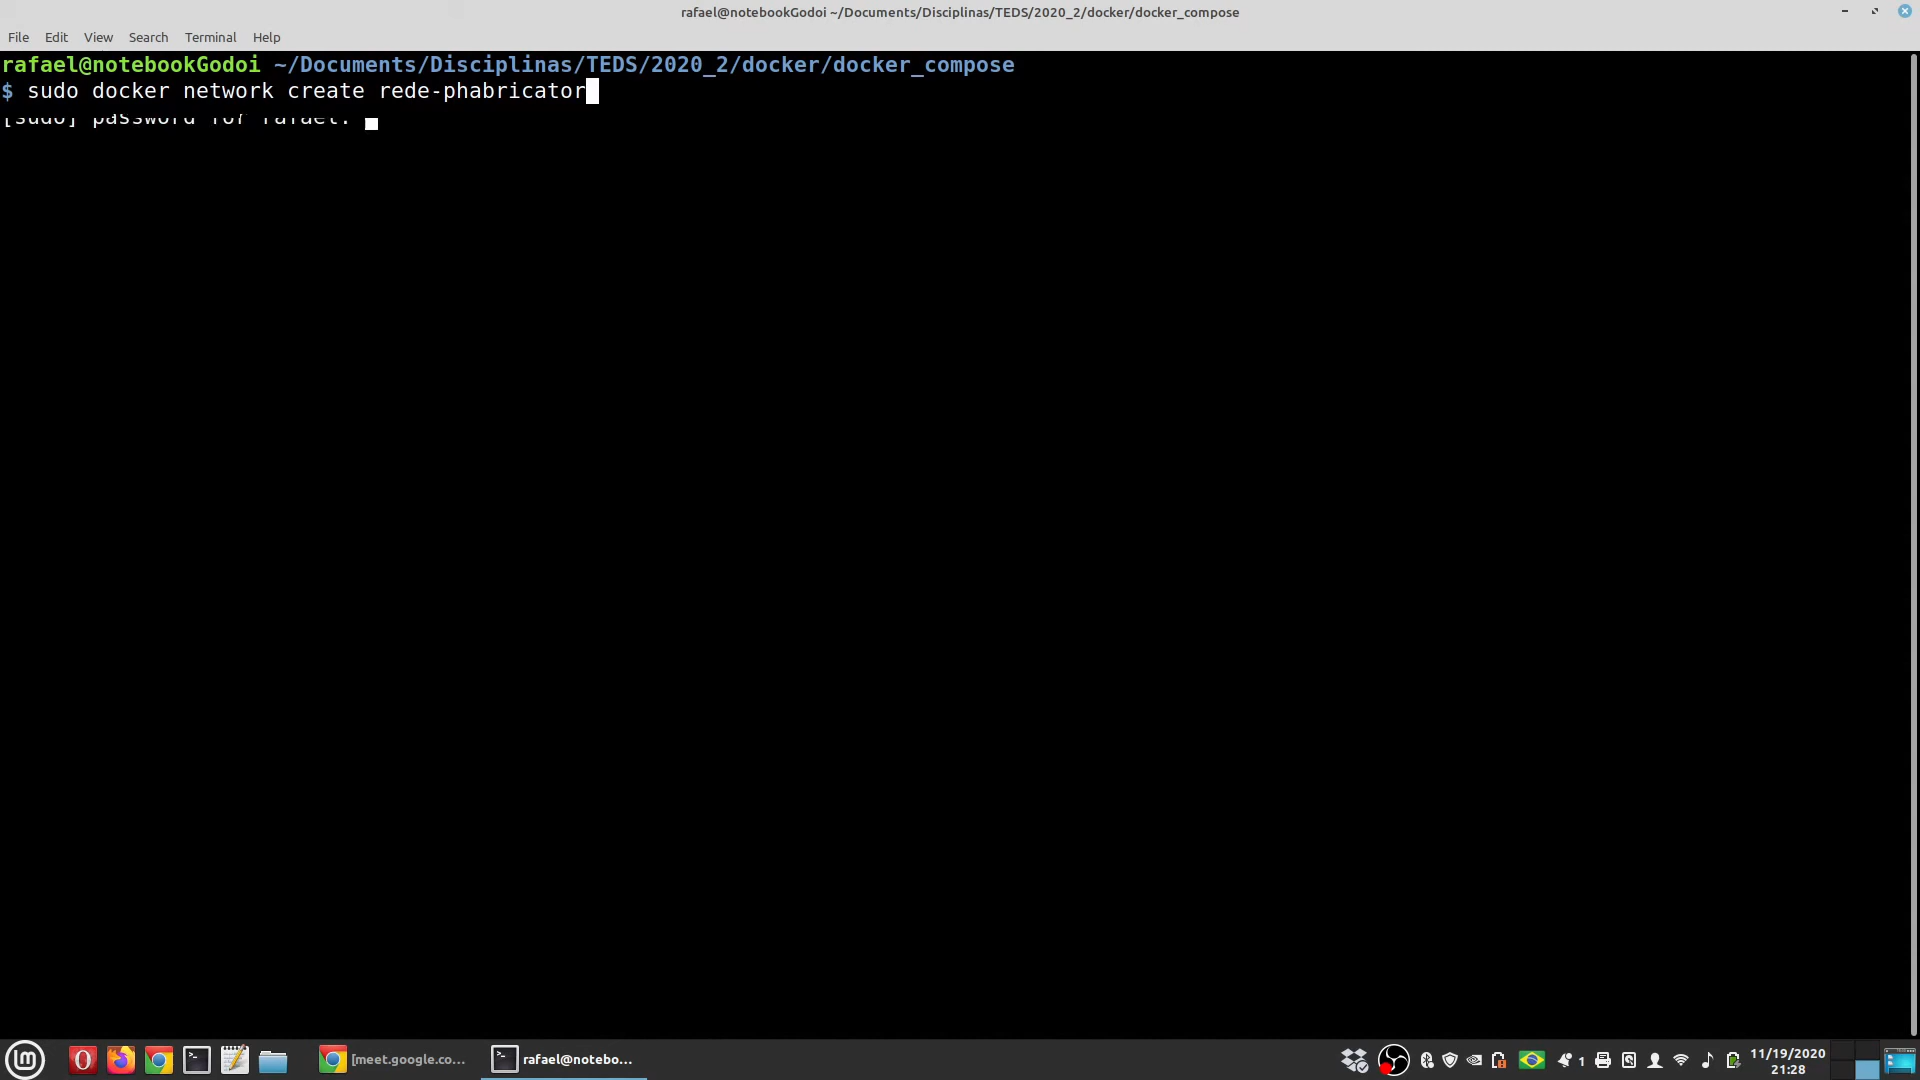 rafael@notebookGodoi ~/Documents/Disciplinas/TEDS/2020_2/docker/docker_compose
File Edit View Search Terminal Help
rafael@notebookGodoi ~/Documents/Disciplinas/TEDS/2020_2/docker/docker_compose
$ sudo docker network create rede-phabricator
[sudo] password for rafael:
[meet.google.co...
rafael@notebo...
1
11/19/2020
21:28